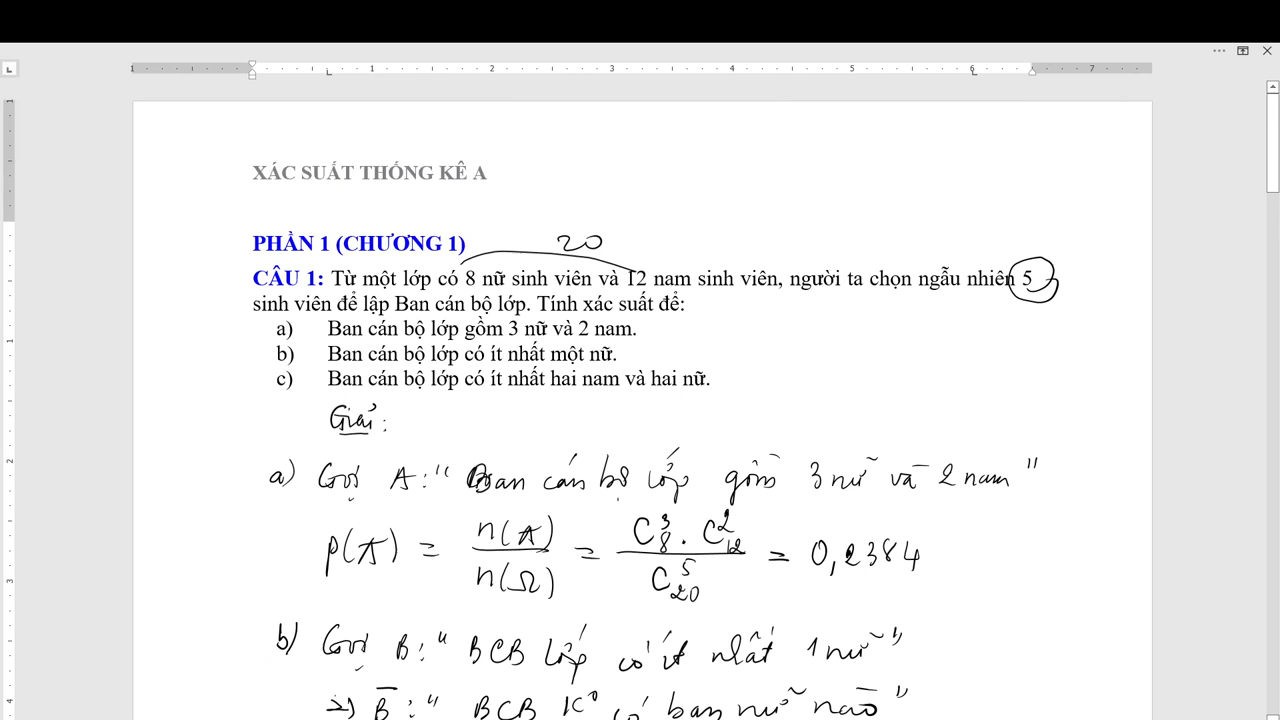 XÁC SUẤT THỐNG KÊ A
PHẦN 1 (CHƯƠNG 1)
20
CÂU 1: Từ một lớp có 8 nữ sinh viên và 12 nam sinh viên, người ta chọn ngẫu nhiên 5
sinh viên để lập Ban cán bộ lớp. Tính xác suất để:
a) Ban cán bộ lớp gồm 3 nữ và 2 nam.
b) Ban cán bộ lớp có ít nhất một nữ.
c) Ban cán bộ lớp có ít nhất hai nam và hai nữ.
Giải:
a) Gọi A: " Ban cán bộ lớp gồm 3 nữ và 2 nam "
P(A) = n(A) / n(Ω) = C_8^3 . C_12^2 / C_20^5 = 0,2384
b) Gọi B: " BCB lớp có ít nhất 1 nữ "
=> B̅: " BCB K° có bạn nữ nào "